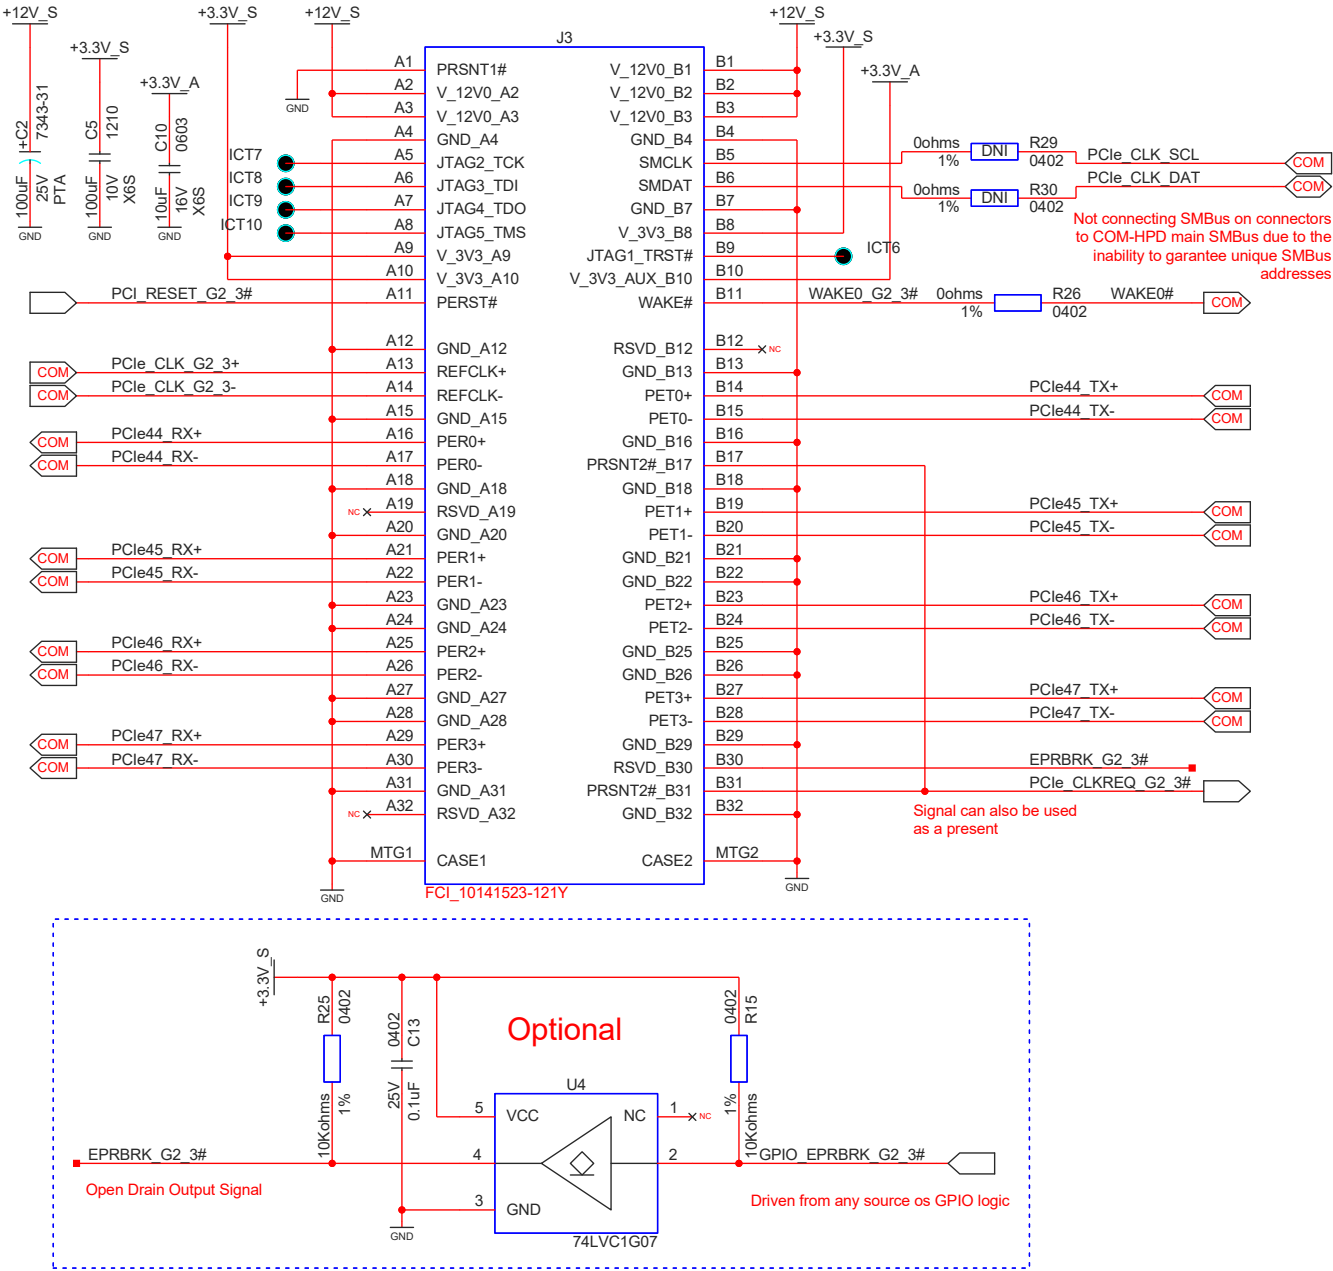 +12V_S
+3.3V_S
+12V_S
+12V_S
+3.3V_S
+3.3V_S
+3.3V_A
+3.3V_A
+C2
7343-31
100uF
25V
PTA
GND
C5
1210
100uF
10V
X6S
GND
C10
0603
10uF
16V
X6S
GND
J3
GND
A1 PRSNT1# V_12V0_B1 B1
A2 V_12V0_A2 V_12V0_B2 B2
A3 V_12V0_A3 V_12V0_B3 B3
A4 GND_A4 GND_B4 B4
ICT7 A5 JTAG2_TCK SMCLK B5 0ohms 1% DNI R29 0402 PCIe_CLK_SCL COM
ICT8 A6 JTAG3_TDI SMDAT B6 0ohms 1% DNI R30 0402 PCIe_CLK_DAT COM
ICT9 A7 JTAG4_TDO GND_B7 B7
ICT10 A8 JTAG5_TMS V_3V3_B8 B8
Not connecting SMBus on connectors
to COM-HPD main SMBus due to the
inability to garantee unique SMBus
addresses
A9 V_3V3_A9 JTAG1_TRST# B9 ICT6
A10 V_3V3_A10 V_3V3_AUX_B10 B10
PCI_RESET_G2_3# A11 PERST# WAKE# B11 WAKE0_G2_3# 0ohms 1% R26 0402 WAKE0# COM
A12 GND_A12 RSVD_B12 B12 NC
COM PCIe_CLK_G2_3+ A13 REFCLK+ GND_B13 B13
COM PCIe_CLK_G2_3- A14 REFCLK- PET0+ B14 PCIe44_TX+ COM
A15 GND_A15 PET0- B15 PCIe44_TX- COM
COM PCIe44_RX+ A16 PER0+ GND_B16 B16
COM PCIe44_RX- A17 PER0- PRSNT2#_B17 B17
A18 GND_A18 GND_B18 B18
NC A19 RSVD_A19 PET1+ B19 PCIe45_TX+ COM
A20 GND_A20 PET1- B20 PCIe45_TX- COM
COM PCIe45_RX+ A21 PER1+ GND_B21 B21
COM PCIe45_RX- A22 PER1- GND_B22 B22
A23 GND_A23 PET2+ B23 PCIe46_TX+ COM
A24 GND_A24 PET2- B24 PCIe46_TX- COM
COM PCIe46_RX+ A25 PER2+ GND_B25 B25
COM PCIe46_RX- A26 PER2- GND_B26 B26
A27 GND_A27 PET3+ B27 PCIe47_TX+ COM
A28 GND_A28 PET3- B28 PCIe47_TX- COM
COM PCIe47_RX+ A29 PER3+ GND_B29 B29
COM PCIe47_RX- A30 PER3- RSVD_B30 B30 EPRBRK_G2_3#
A31 GND_A31 PRSNT2#_B31 B31 PCIe_CLKREQ_G2_3#
NC A32 RSVD_A32 GND_B32 B32
Signal can also be used
as a present
MTG1 CASE1 CASE2 MTG2
GND
GND
FCI_10141523-121Y
+3.3V_S
R25
0402
10Kohms
1%
0402
C13
25V
0.1uF
Optional
0402
R15
1%
10Kohms
U4
5 VCC NC 1 NC
EPRBRK_G2_3# 4 2 GPIO_EPRBRK_G2_3#
Open Drain Output Signal
3 GND
Driven from any source os GPIO logic
GND
74LVC1G07